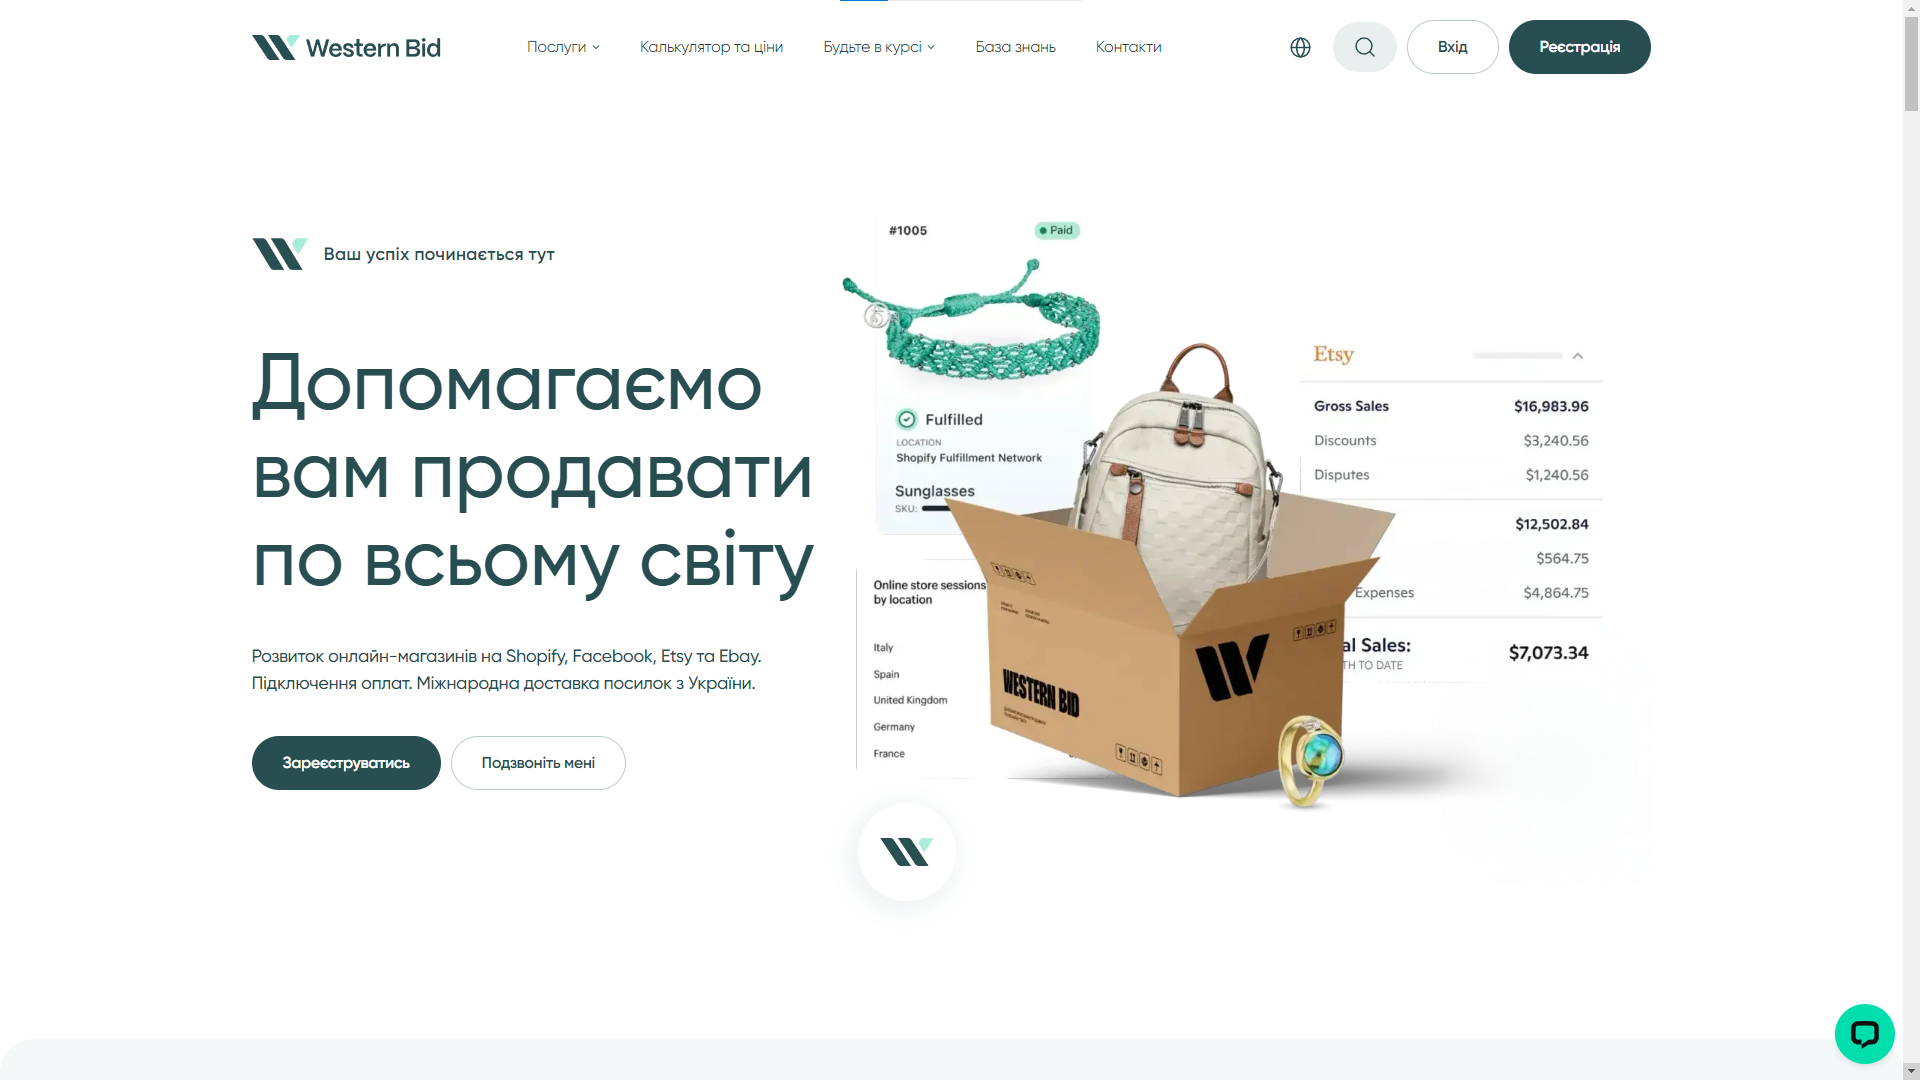 Western Bid
Послуги
Калькулятор та ціни
Будьте в курсі
База знань
Контакти
Вхід
Реєстрація
Ваш успіх починається тут
Допомагаємо
вам продавати
по всьому світу
Розвиток онлайн-магазинів на Shopify, Facebook, Etsy та Ebay.
Підключення оплат. Міжнародна доставка посилок з України.
Зареєструватись
Подзвоніть мені
#1005
Paid
Fulfilled
LOCATION
Shopify Fulfillment Network
Sunglasses
SKU:
Online store sessions
by location
Italy
Spain
United Kingdom
Germany
France
WESTERN BID
Etsy
Gross Sales $16,983.96
Discounts $3,240.56
Disputes $1,240.56
$12,502.84
$564.75
Expenses $4,864.75
al Sales: $7,073.34
TH TO DATE